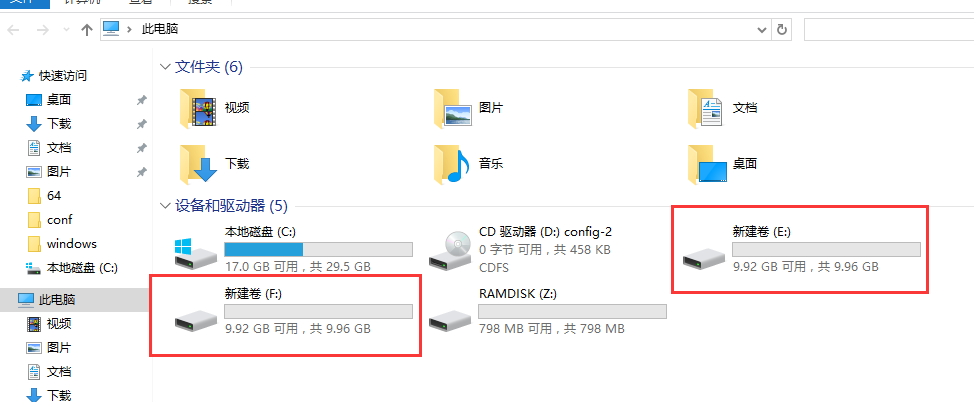 此电脑
快速访问
桌面
下载
文档
图片
64
conf
windows
本地磁盘 (C:)
此电脑
视频
图片
文档
下载
文件夹 (6)
视频
图片
文档
下载
音乐
桌面
设备和驱动器 (5)
本地磁盘 (C:)
17.0 GB 可用，共 29.5 GB
CD 驱动器 (D:) config-2
0 字节 可用，共 458 KB
CDFS
新建卷 (E:)
9.92 GB 可用，共 9.96 GB
新建卷 (F:)
9.92 GB 可用，共 9.96 GB
RAMDISK (Z:)
798 MB 可用，共 798 MB